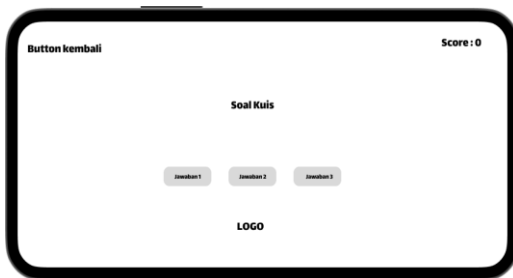 Button kembali
Score : 0
Soal Kuis
Jawaban 1
Jawaban 2
Jawaban 3
LOGO